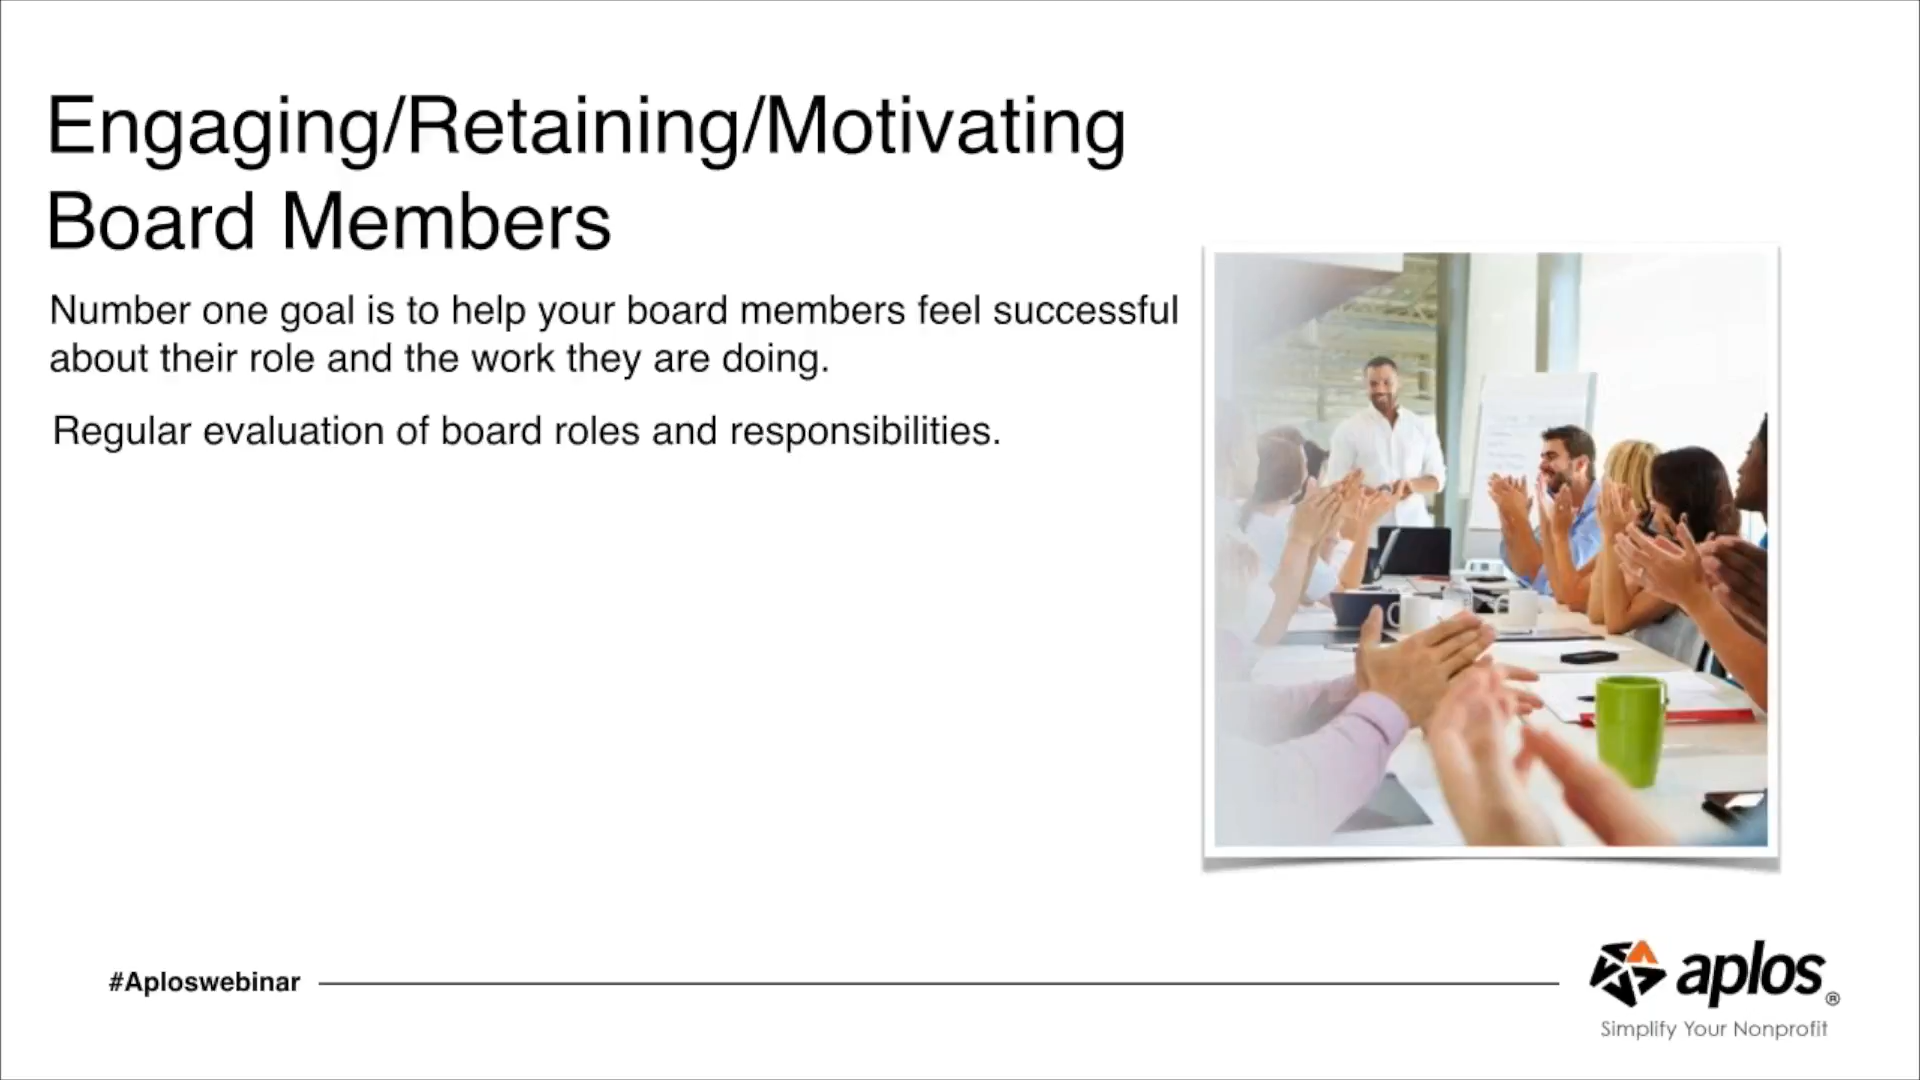 Engaging/Retaining/Motivating
Board Members
Number one goal is to help your board members feel successful
about their role and the work they are doing.
Regular evaluation of board roles and responsibilities.
#Aploswebinar
aplos®
Simplify Your Nonprofit